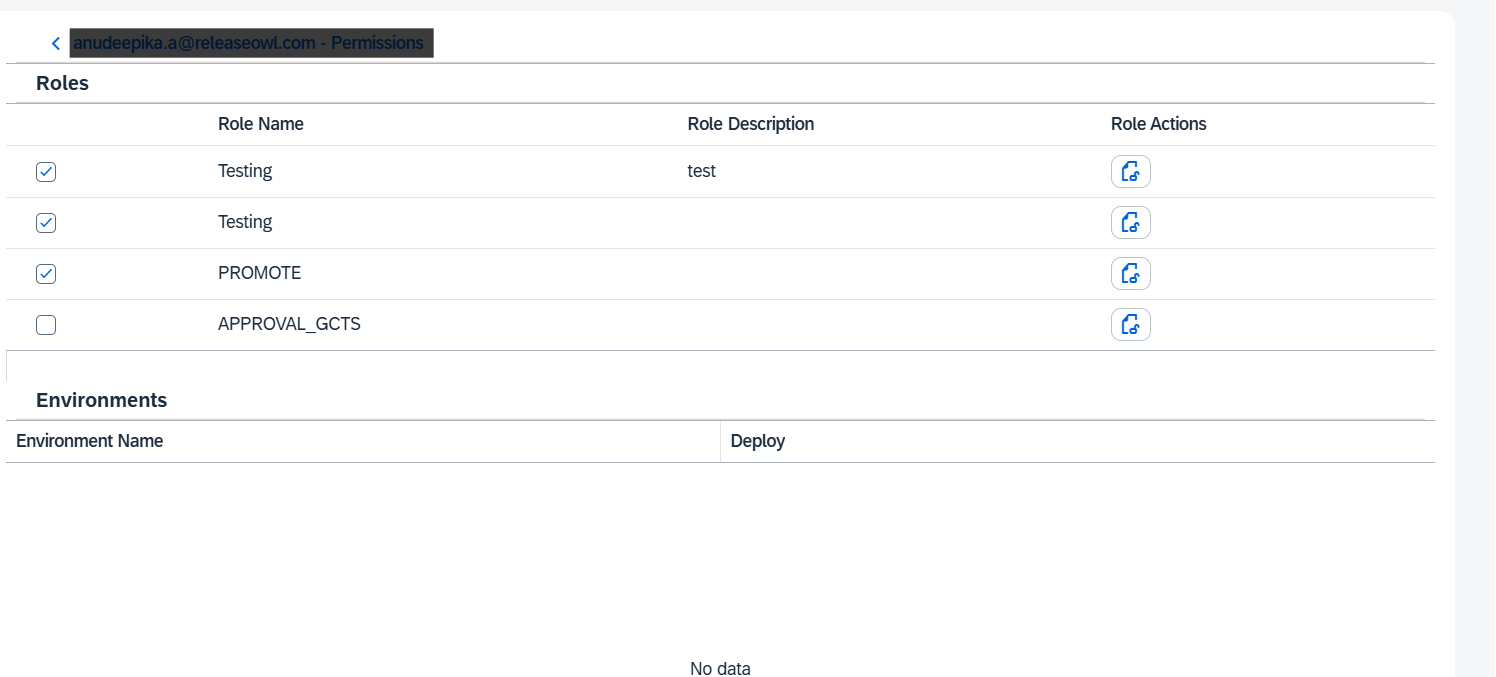 anudeepika.a@releaseowl.com - Permissions
Roles
Role Name Role Description Role Actions
Testing test
Testing
PROMOTE
APPROVAL_GCTS
Environments
Environment Name Deploy
No data